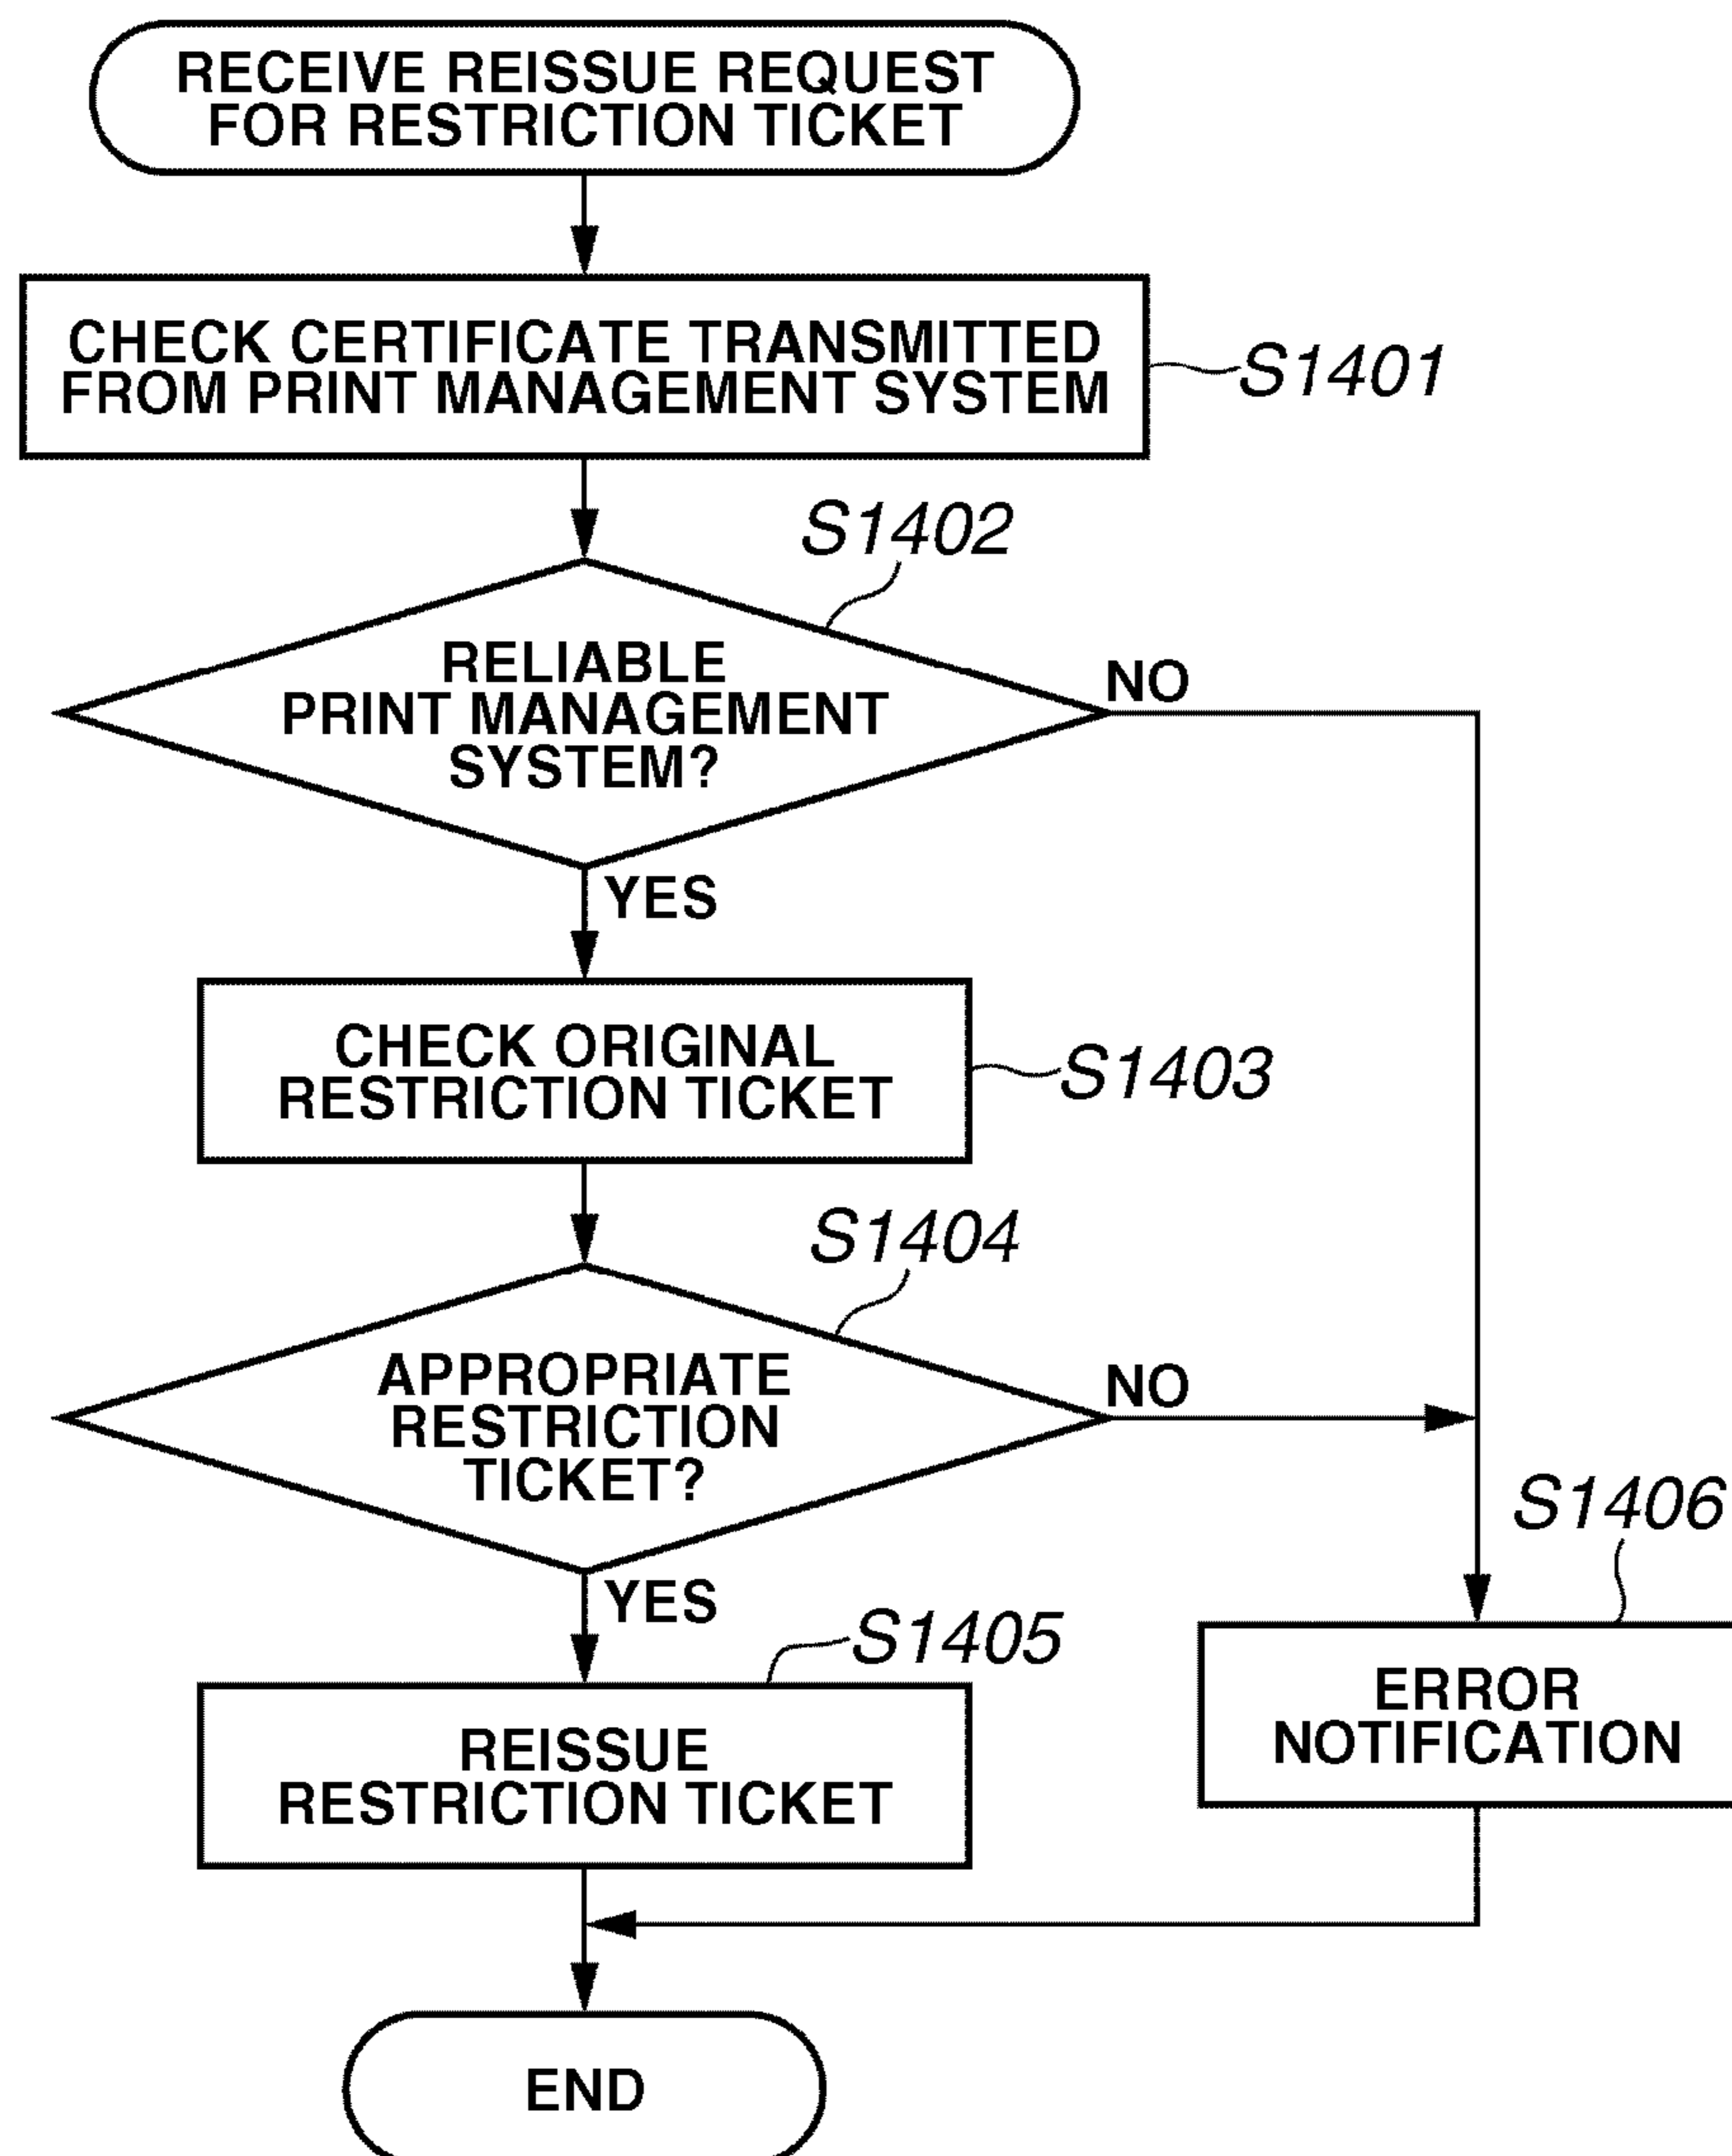 RECEIVE REISSUE REQUEST
FOR RESTRICTION TICKET
CHECK CERTIFICATE TRANSMITTED
FROM PRINT MANAGEMENT SYSTEM
S1401
S1402
RELIABLE
PRINT MANAGEMENT
SYSTEM?
NO
YES
CHECK ORIGINAL
RESTRICTION TICKET
S1403
S1404
APPROPRIATE
RESTRICTION
TICKET?
NO
YES
S1405
REISSUE
RESTRICTION TICKET
S1406
ERROR
NOTIFICATION
END